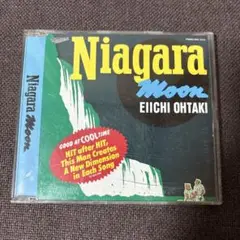 Niagara
Moon
EIICHI OHTAKI
GOOD AT COOL TIME
HIT after HIT,
This Man Creates
A New Dimension
in Each Song
Niagara Moon